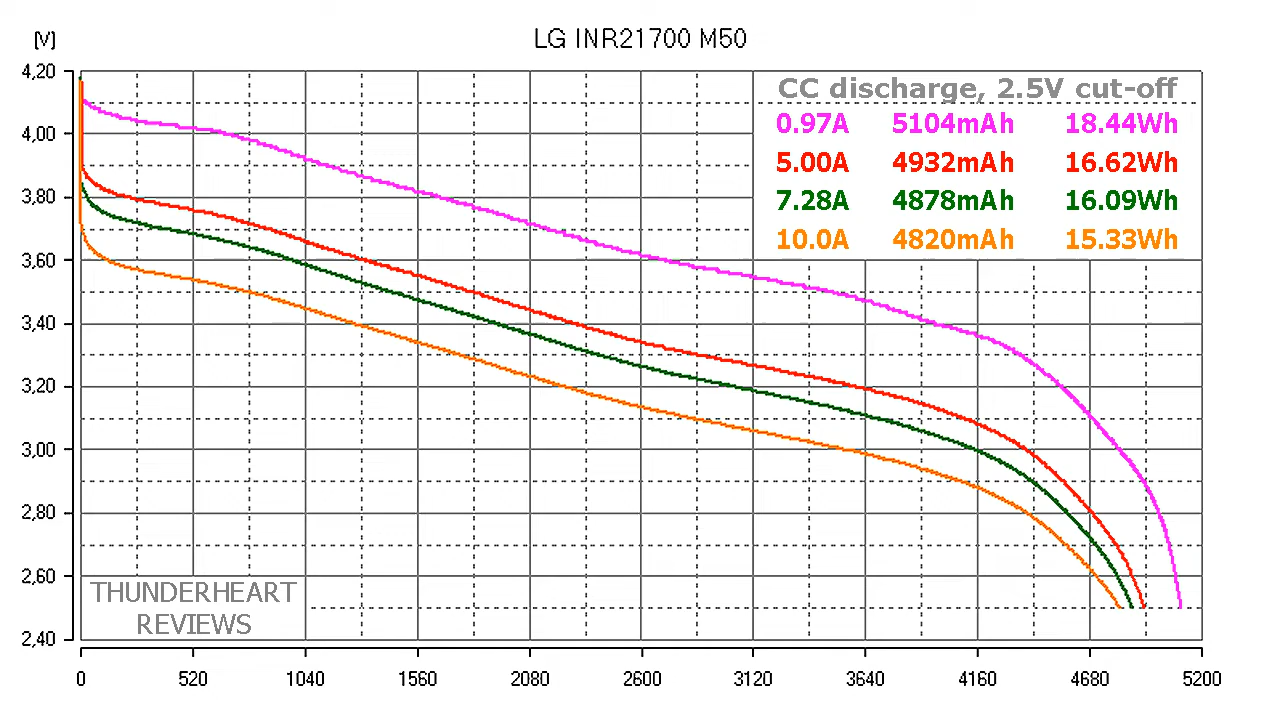 LG INR21700 M50
[V]
4,20
4,00
3,80
3,60
3,40
3,20
3,00
2,80
2,60
2,40
CC discharge, 2.5V cut-off
0.97A 5104mAh 18.44Wh
5.00A 4932mAh 16.62Wh
7.28A 4878mAh 16.09Wh
10.0A 4820mAh 15.33Wh
THUNDERHEART
REVIEWS
0 520 1040 1560 2080 2600 3120 3640 4160 4680 5200